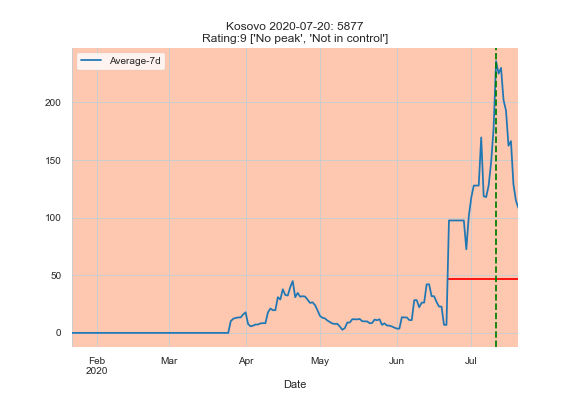 Kosovo 2020-07-20: 5877
Rating:9 ['No peak', 'Not in control']
Average-7d
200
150
100
50
0
Feb
2020
Mar
Apr
May
Jun
Jul
Date